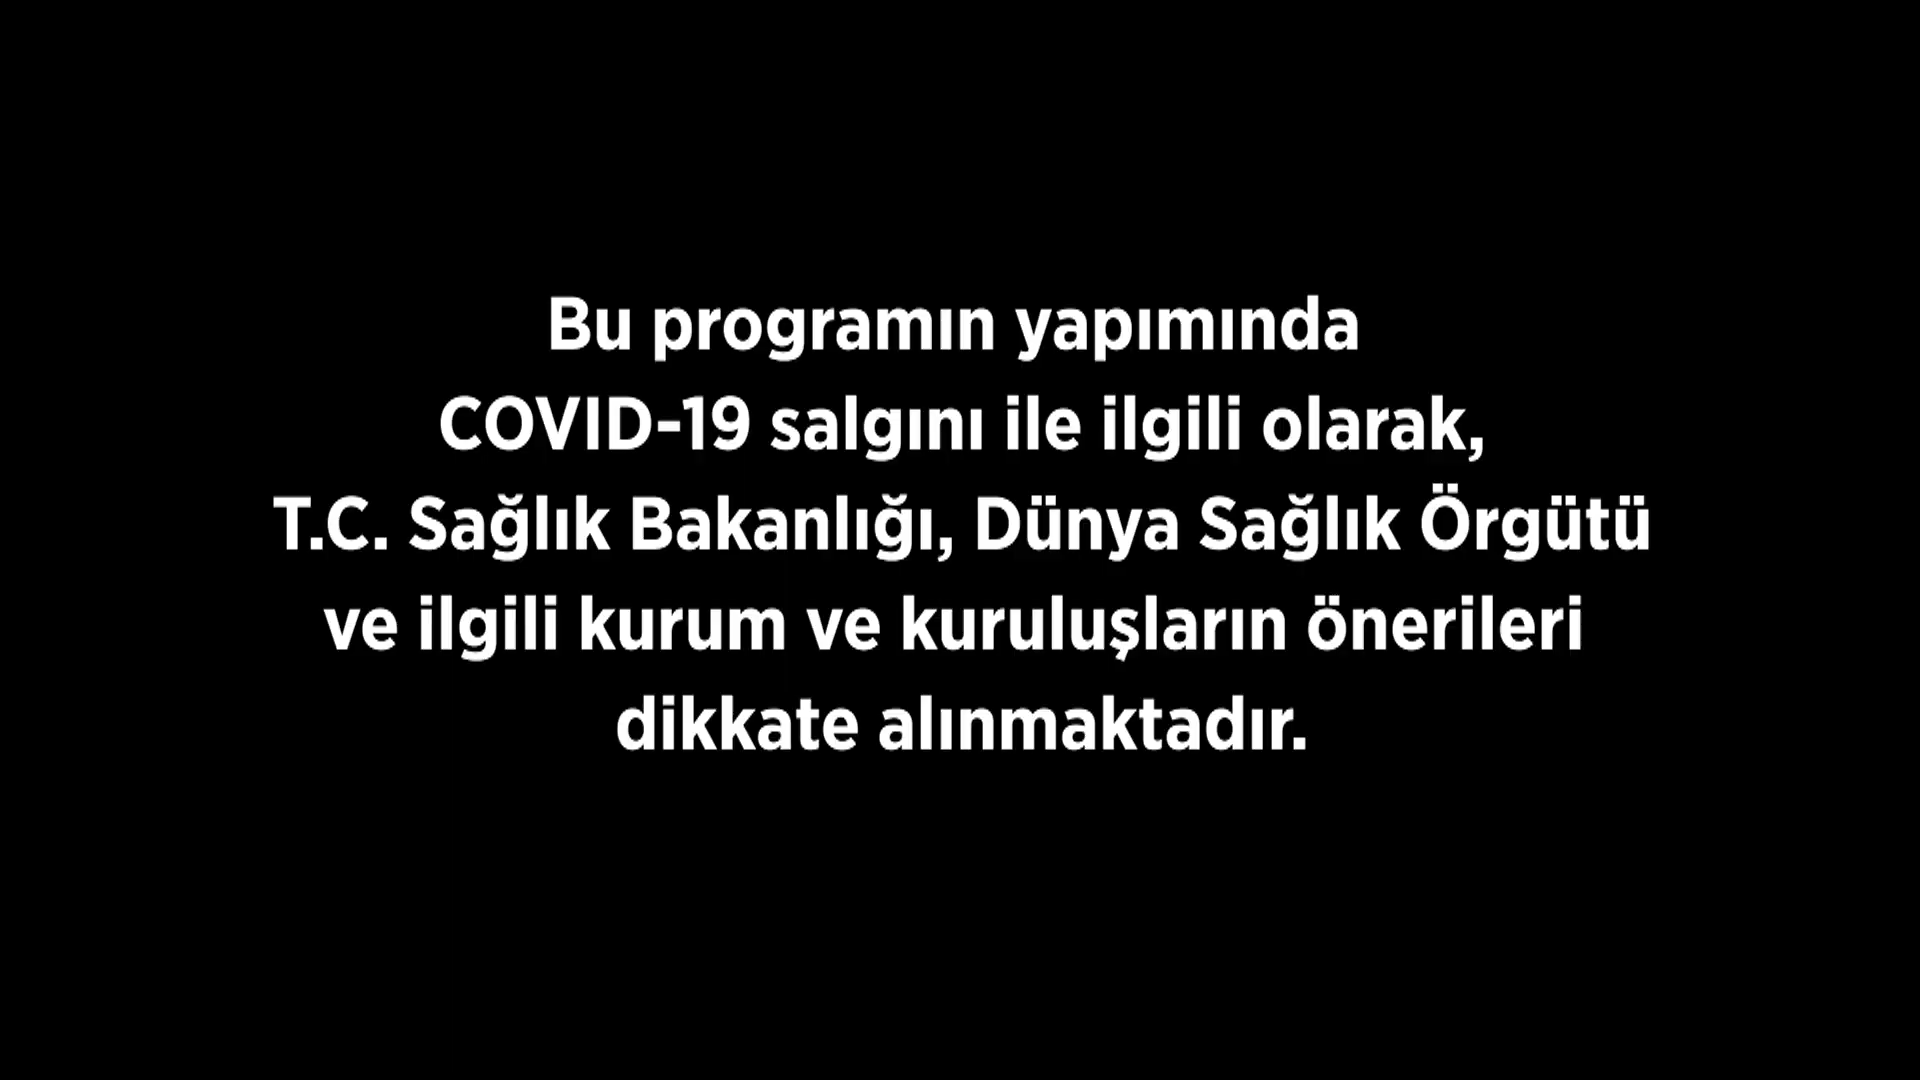 Bu programın yapımında
COVID-19 salgını ile ilgili olarak,
T.C. Sağlık Bakanlığı, Dünya Sağlık Örgütü
ve ilgili kurum ve kuruluşların önerileri
dikkate alınmaktadır.